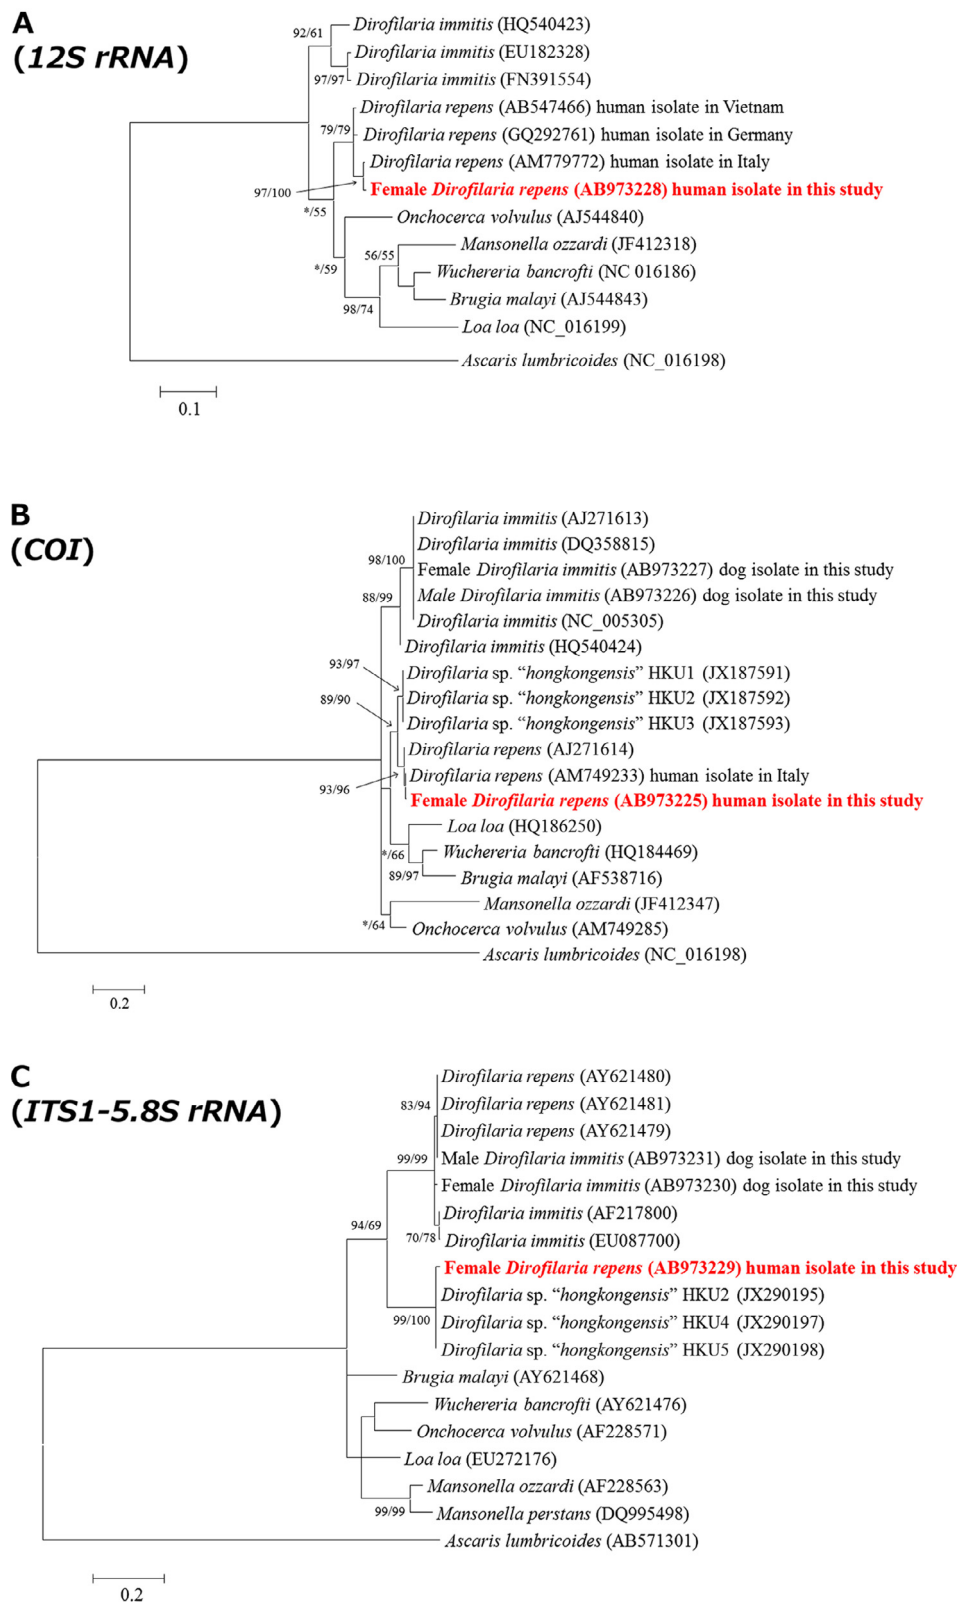 A
(12S rRNA)
92/61
Dirofilaria immitis (HQ540423)
Dirofilaria immitis (EU182328)
97/97
Dirofilaria immitis (FN391554)
Dirofilaria repens (AB547466) human isolate in Vietnam
79/79
Dirofilaria repens (GQ292761) human isolate in Germany
Dirofilaria repens (AM779772) human isolate in Italy
97/100
Female Dirofilaria repens (AB973228) human isolate in this study
*/55
Onchocerca volvulus (AJ544840)
Mansonella ozzardi (JF412318)
56/55
*/59
Wuchereria bancrofti (NC 016186)
Brugia malayi (AJ544843)
98/74
Loa loa (NC_016199)
Ascaris lumbricoides (NC_016198)
0.1
B
(COI)
Dirofilaria immitis (AJ271613)
Dirofilaria immitis (DQ358815)
98/100
Female Dirofilaria immitis (AB973227) dog isolate in this study
88/99
Male Dirofilaria immitis (AB973226) dog isolate in this study
Dirofilaria immitis (NC_005305)
Dirofilaria immitis (HQ540424)
93/97
Dirofilaria sp. “hongkongensis” HKU1 (JX187591)
89/90
Dirofilaria sp. “hongkongensis” HKU2 (JX187592)
Dirofilaria sp. “hongkongensis” HKU3 (JX187593)
Dirofilaria repens (AJ271614)
Dirofilaria repens (AM749233) human isolate in Italy
93/96
Female Dirofilaria repens (AB973225) human isolate in this study
Loa loa (HQ186250)
*/66
Wuchereria bancrofti (HQ184469)
89/97
Brugia malayi (AF538716)
Mansonella ozzardi (JF412347)
*/64
Onchocerca volvulus (AM749285)
Ascaris lumbricoides (NC_016198)
0.2
C
(ITS1-5.8S rRNA)
Dirofilaria repens (AY621480)
83/94
Dirofilaria repens (AY621481)
Dirofilaria repens (AY621479)
99/99
Male Dirofilaria immitis (AB973231) dog isolate in this study
Female Dirofilaria immitis (AB973230) dog isolate in this study
Dirofilaria immitis (AF217800)
94/69
70/78
Dirofilaria immitis (EU087700)
Female Dirofilaria repens (AB973229) human isolate in this study
Dirofilaria sp. “hongkongensis” HKU2 (JX290195)
99/100
Dirofilaria sp. “hongkongensis” HKU4 (JX290197)
Dirofilaria sp. “hongkongensis” HKU5 (JX290198)
Brugia malayi (AY621468)
Wuchereria bancrofti (AY621476)
Onchocerca volvulus (AF228571)
Loa loa (EU272176)
Mansonella ozzardi (AF228563)
99/99
Mansonella perstans (DQ995498)
Ascaris lumbricoides (AB571301)
0.2